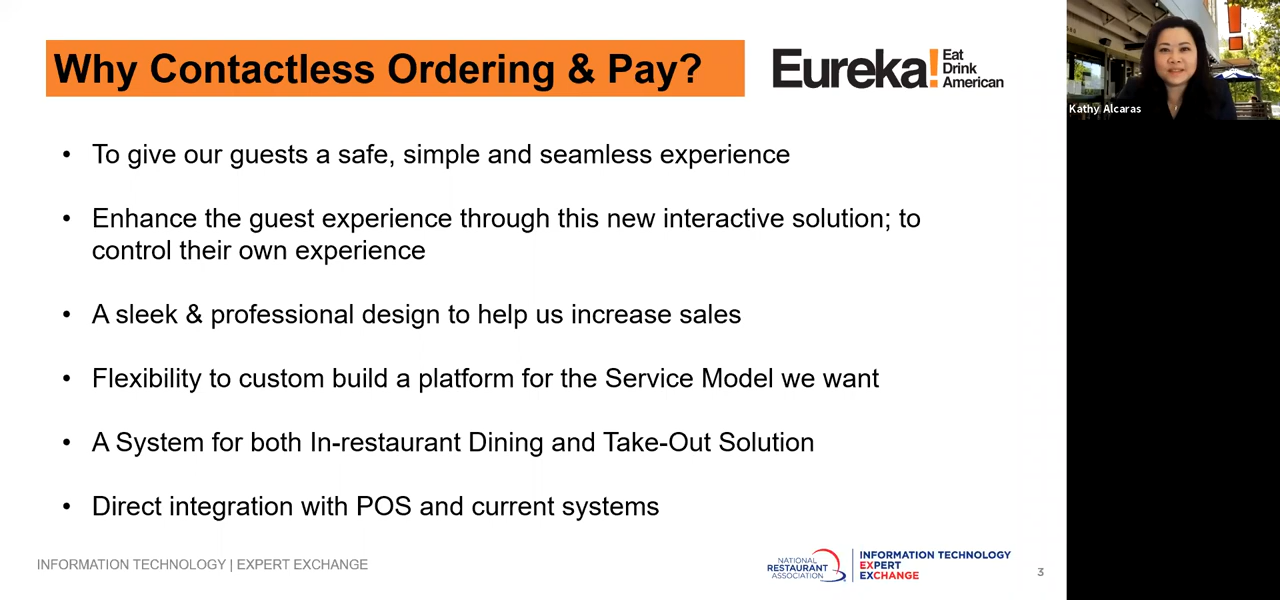 Why Contactless Ordering & Pay?
Eureka!
Eat
Drink
American
Kathy Alcaras
• To give our guests a safe, simple and seamless experience
• Enhance the guest experience through this new interactive solution; to
control their own experience
• A sleek & professional design to help us increase sales
• Flexibility to custom build a platform for the Service Model we want
• A System for both In-restaurant Dining and Take-Out Solution
• Direct integration with POS and current systems
INFORMATION TECHNOLOGY | EXPERT EXCHANGE
NATIONAL
RESTAURANT
ASSOCIATION
INFORMATION TECHNOLOGY
EXPERT
EXCHANGE
3